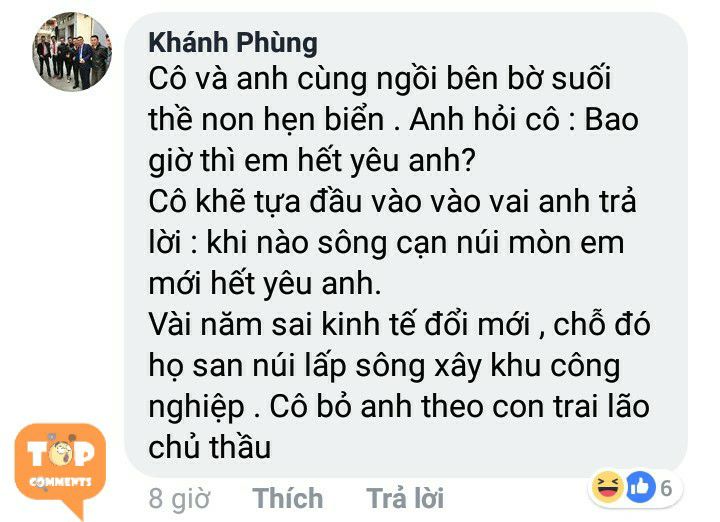 Khánh Phùng
Cô và anh cùng ngồi bên bờ suối
thề non hẹn biển . Anh hỏi cô : Bao
giờ thì em hết yêu anh?
Cô khẽ tựa đầu vào vào vai anh trả
lời : khi nào sông cạn núi mòn em
mới hết yêu anh.
Vài năm sai kinh tế đổi mới , chỗ đó
họ san núi lấp sông xây khu công
nghiệp . Cô bỏ anh theo con trai lão
chủ thầu
TOP
COMMENTS
8 giờ Thích Trả lời 6